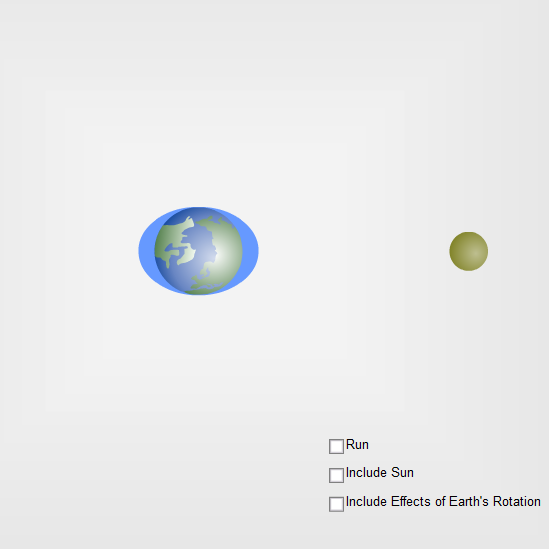 Run
Include Sun
Include Effects of Earth's Rotation